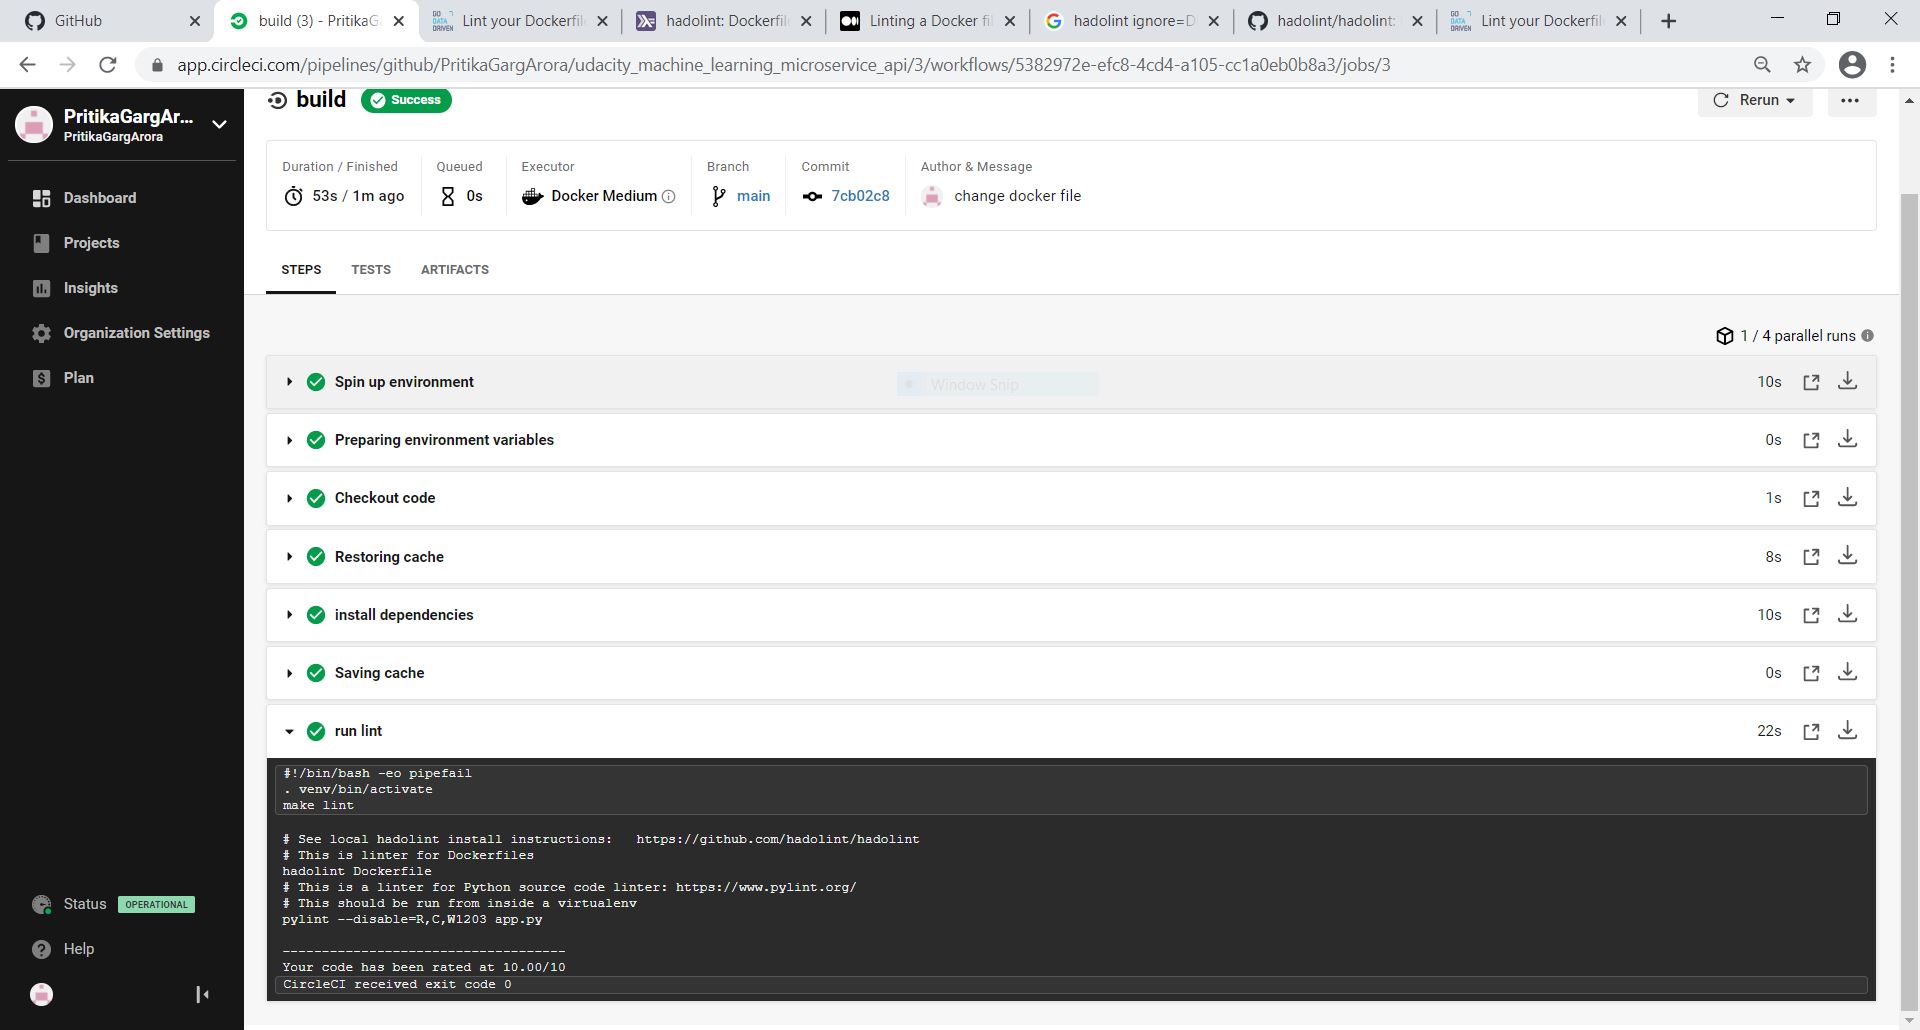 GitHub
build (3) - PritikaGa
Lint your Dockerfile
hadolint: Dockerfile
Linting a Docker fi
hadolint ignore=D
hadolint/hadolint:
Lint your Dockerfile
app.circleci.com/pipelines/github/PritikaGargArora/udacity_machine_learning_microservice_api/3/workflows/5382972e-efc8-4cd4-a105-cc1a0eb0b8a3/jobs/3
PritikaGargAr...
PritikaGargArora
Dashboard
Projects
Insights
Organization Settings
Plan
Status OPERATIONAL
Help
build Success
Rerun
Duration / Finished
53s / 1m ago
Queued
0s
Executor
Docker Medium
Branch
main
Commit
7cb02c8
Author & Message
change docker file
STEPS TESTS ARTIFACTS
1 / 4 parallel runs
Spin up environment 10s
Window Snip
Preparing environment variables 0s
Checkout code 1s
Restoring cache 8s
install dependencies 10s
Saving cache 0s
run lint 22s
#!/bin/bash -eo pipefail
. venv/bin/activate
make lint
# See local hadolint install instructions:   https://github.com/hadolint/hadolint
# This is linter for Dockerfiles
hadolint Dockerfile
# This is a linter for Python source code linter: https://www.pylint.org/
# This should be run from inside a virtualenv
pylint --disable=R,C,W1203 app.py
------------------------------------
Your code has been rated at 10.00/10
CircleCI received exit code 0